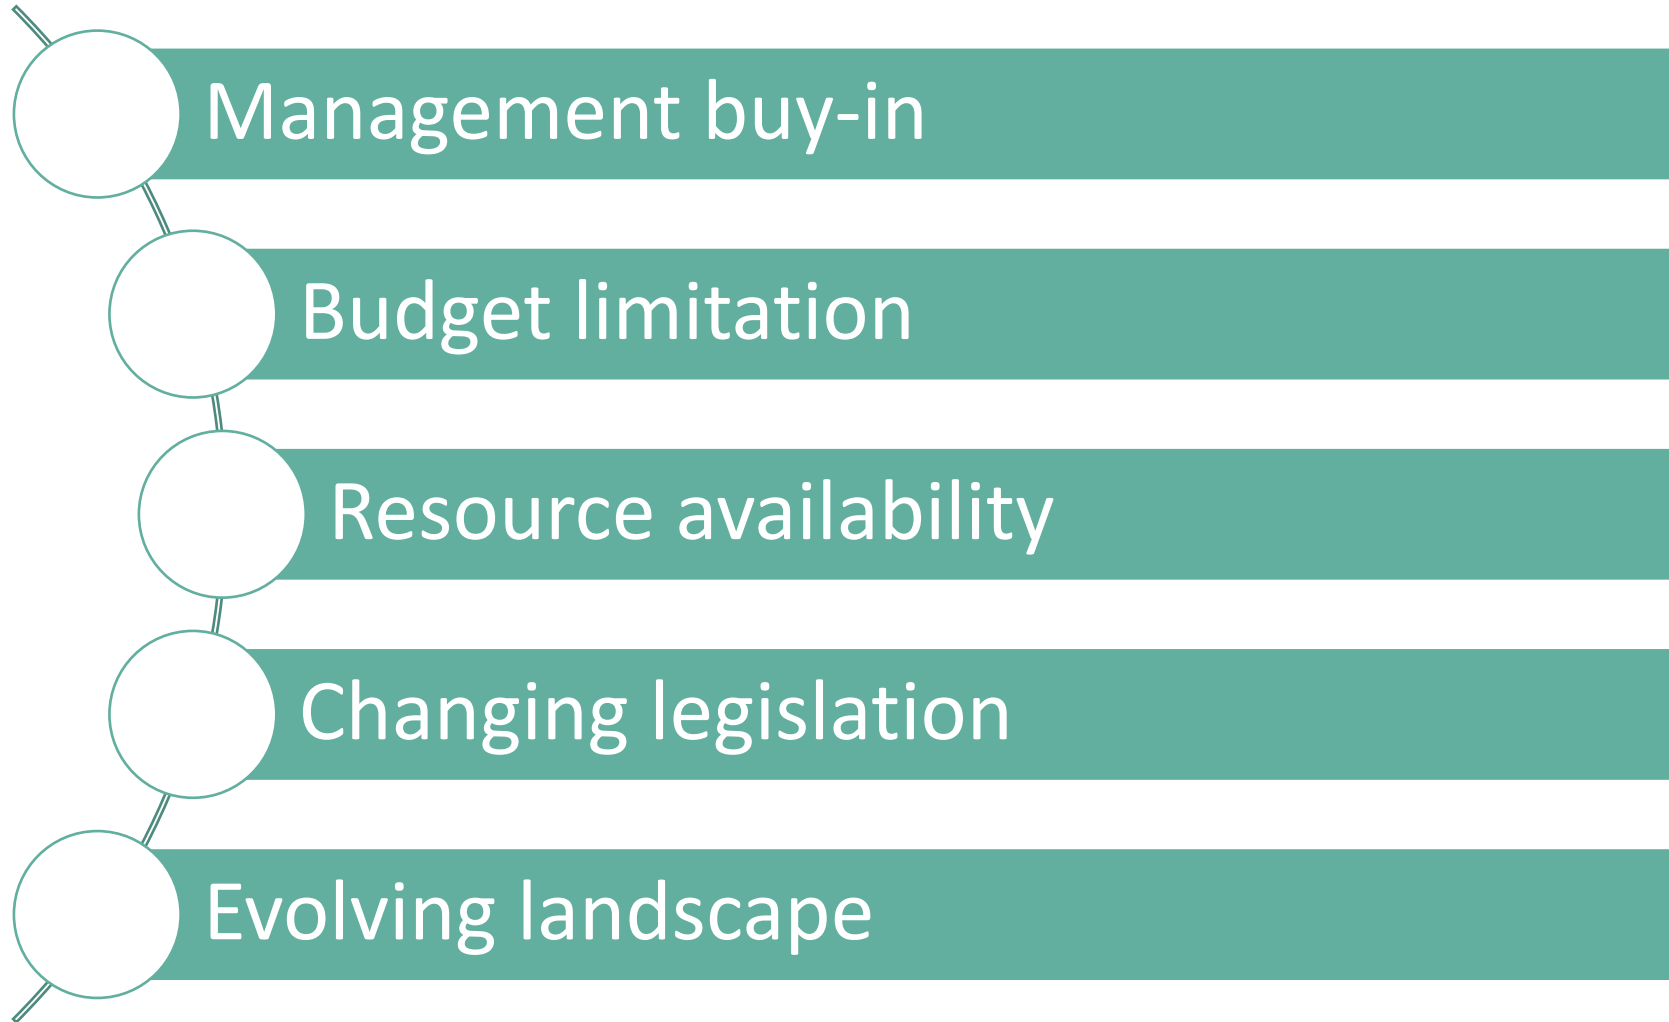 Management buy-in
Budget limitation
Resource availability
Changing legislation
Evolving landscape